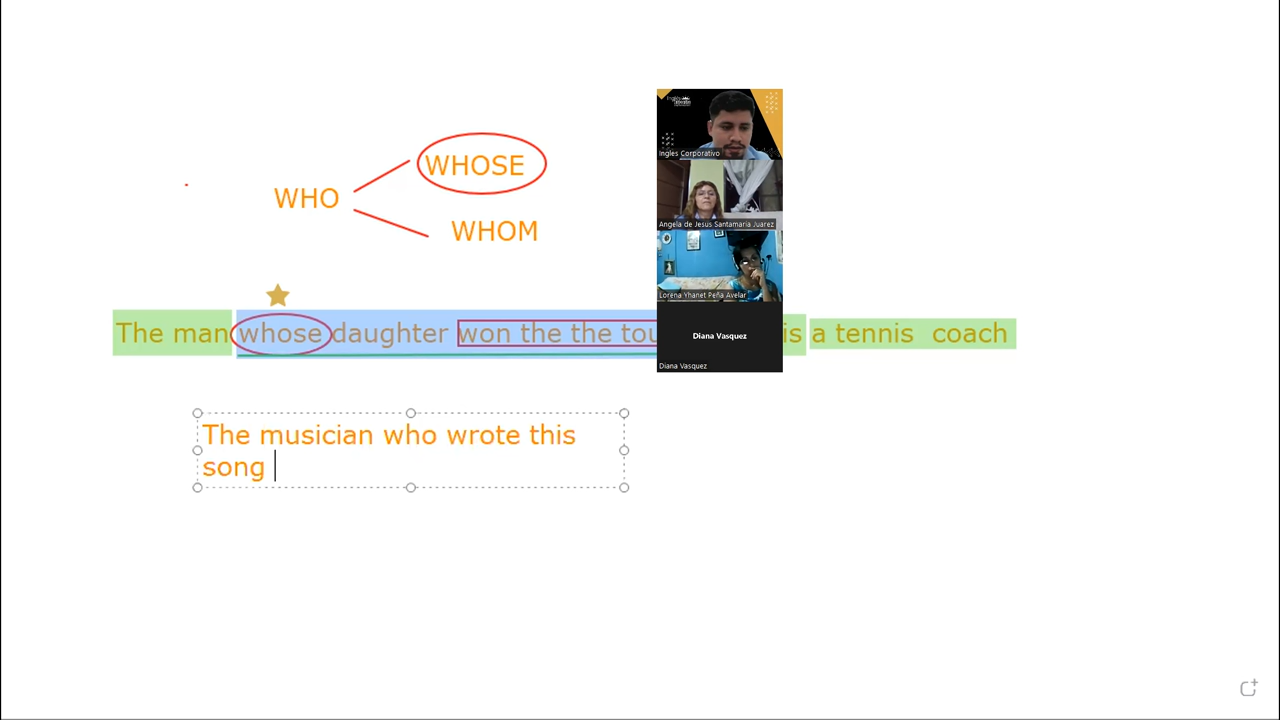 WHOSE
WHO
WHOM
The man whose daughter won the the tou is a tennis coach
The musician who wrote this
song
Ingles Corporativo
Angela de Jesus Santamaria Juarez
Lorena Yhanet Peña Avelar
Diana Vasquez
Diana Vasquez